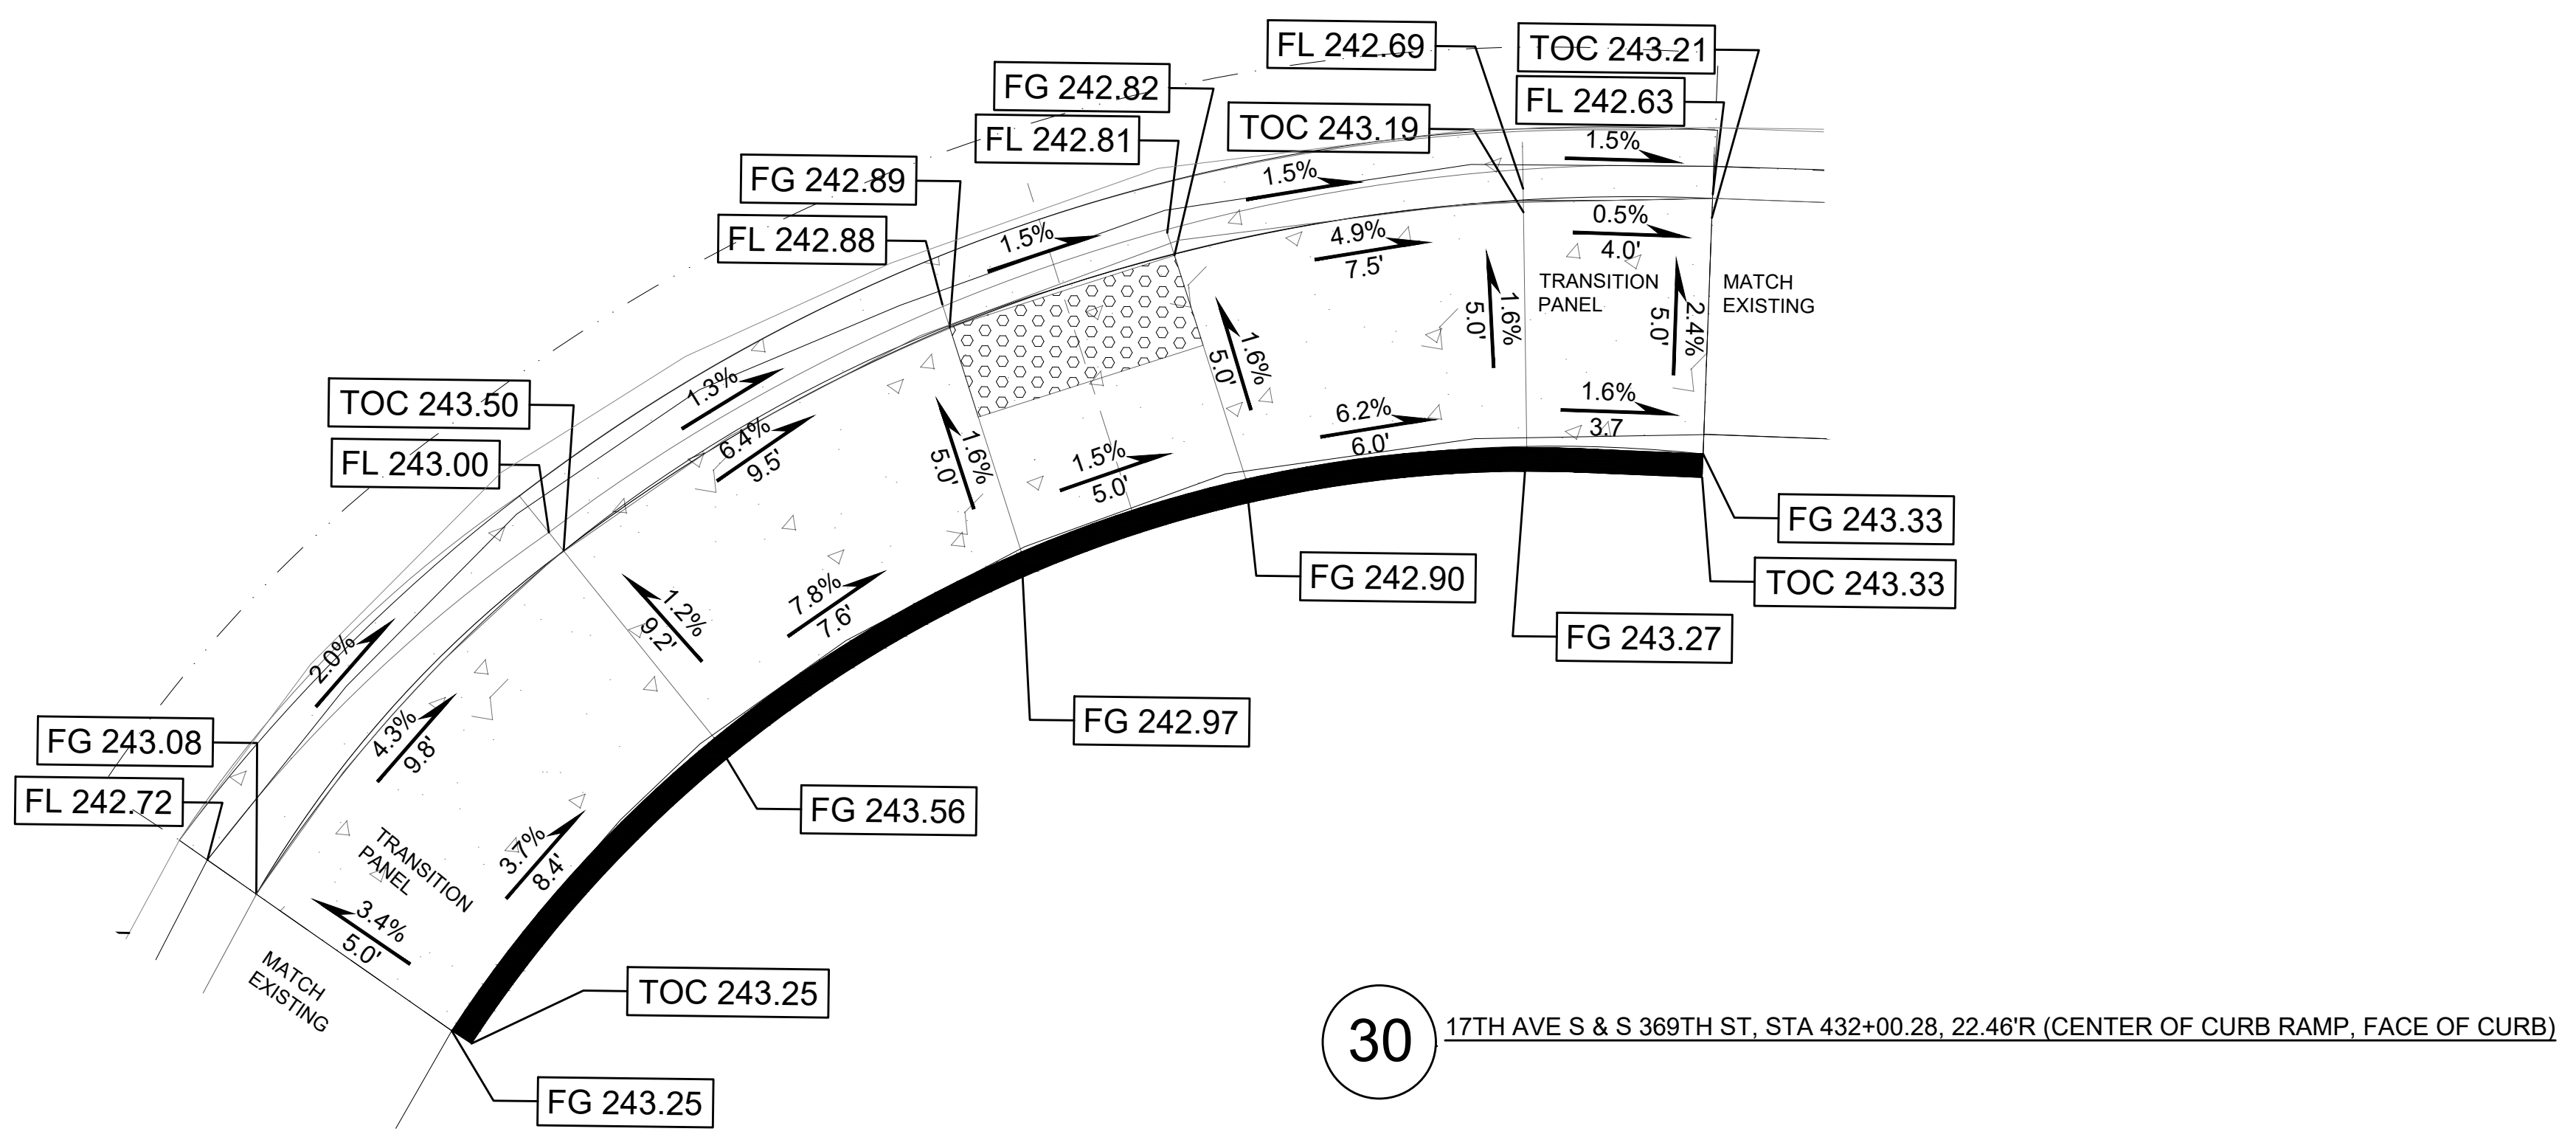 FL 242.69
TOC 243.21
FG 242.82
FL 242.63
FL 242.81
TOC 243.19
1.5%
FG 242.89
1.5%
FL 242.88
1.5%
4.9%
7.5'
0.5%
4.0'
TRANSITION
PANEL
MATCH
EXISTING
1.6%
5.0'
2.4%
5.0'
1.6%
5.0'
TOC 243.50
1.3%
FL 243.00
6.4%
9.5'
1.6%
5.0'
1.5%
5.0'
6.2%
6.0'
1.6%
3.7
FG 243.33
TOC 243.33
FG 242.90
FG 243.27
7.8%
7.6'
1.2%
9.2'
2.0%
FG 242.97
FG 243.08
4.3%
9.8'
FL 242.72
FG 243.56
3.7%
8.4'
TRANSITION
PANEL
3.4%
5.0'
MATCH
EXISTING
TOC 243.25
FG 243.25
30
17TH AVE S & S 369TH ST, STA 432+00.28, 22.46'R (CENTER OF CURB RAMP, FACE OF CURB)